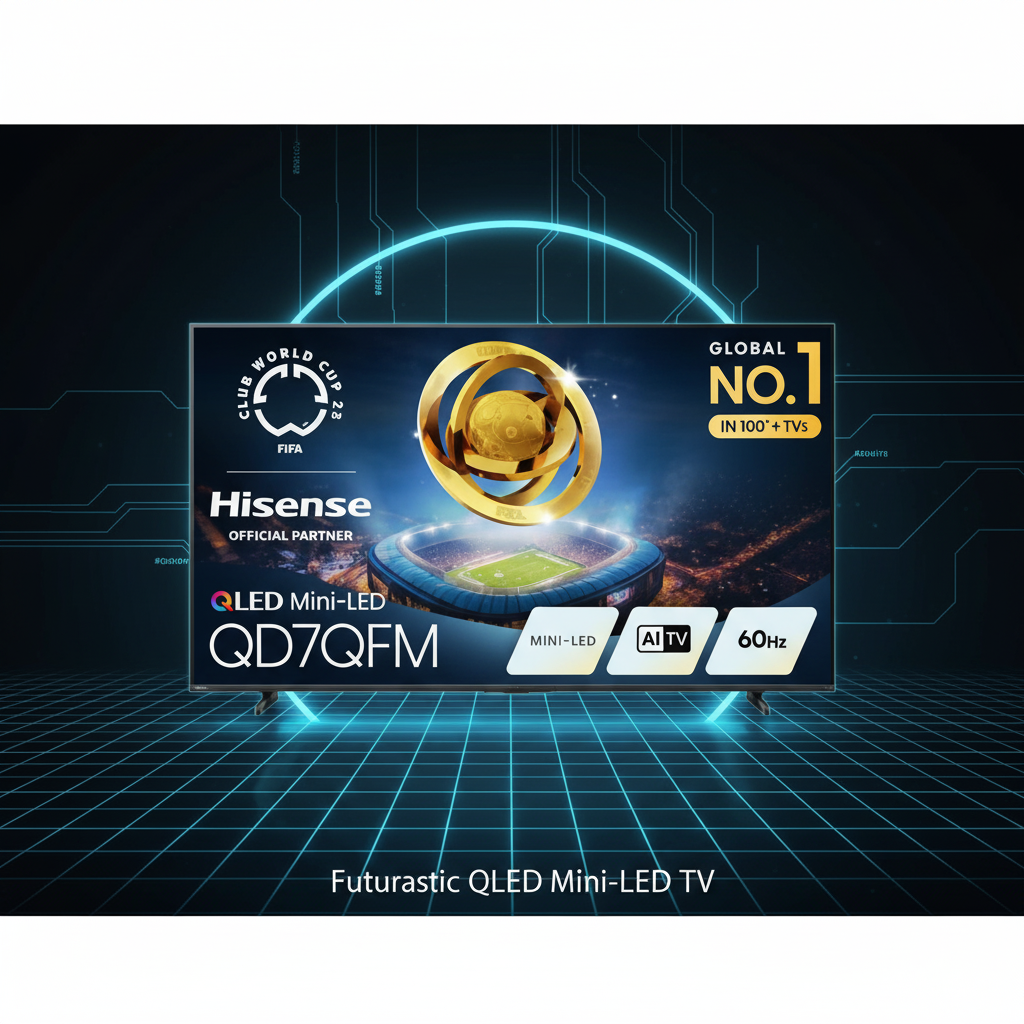 CLUB WORLD CUP 28
FIFA
Hisense
OFFICIAL PARTNER
GLOBAL
NO.1
IN 100"+ TVs
QLED Mini-LED
QD7QFM
MINI-LED
AI TV
60Hz
Futurastic QLED Mini-LED TV